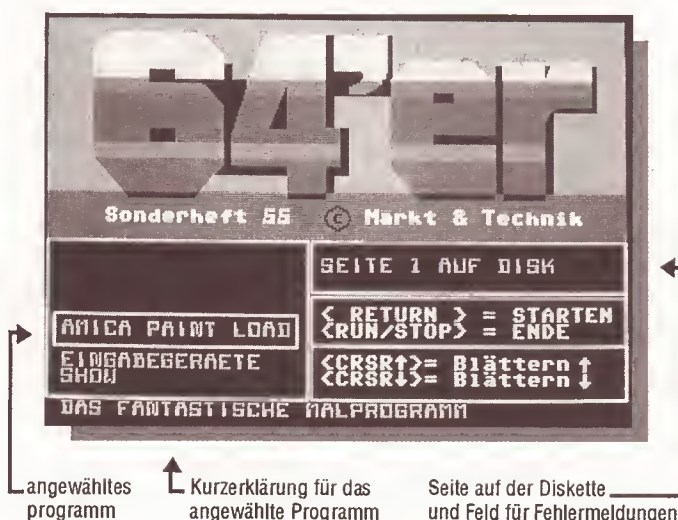 64'er
Sonderheft 55 © Markt & Technik
SEITE 1 AUF DISK
AMICA PAINT LOAD
EINGABEGERAETE
SHOW
< RETURN > = STARTEN
<RUN/STOP> = ENDE
<CRSR↑>= Blättern ↑
<CRSR↓>= Blättern ↓
DAS FANTASTISCHE MALPROGRAMM
angewähltes
programm
Kurzerklärung für das
angewählte Programm
Seite auf der Diskette
und Feld für Fehlermeldungen